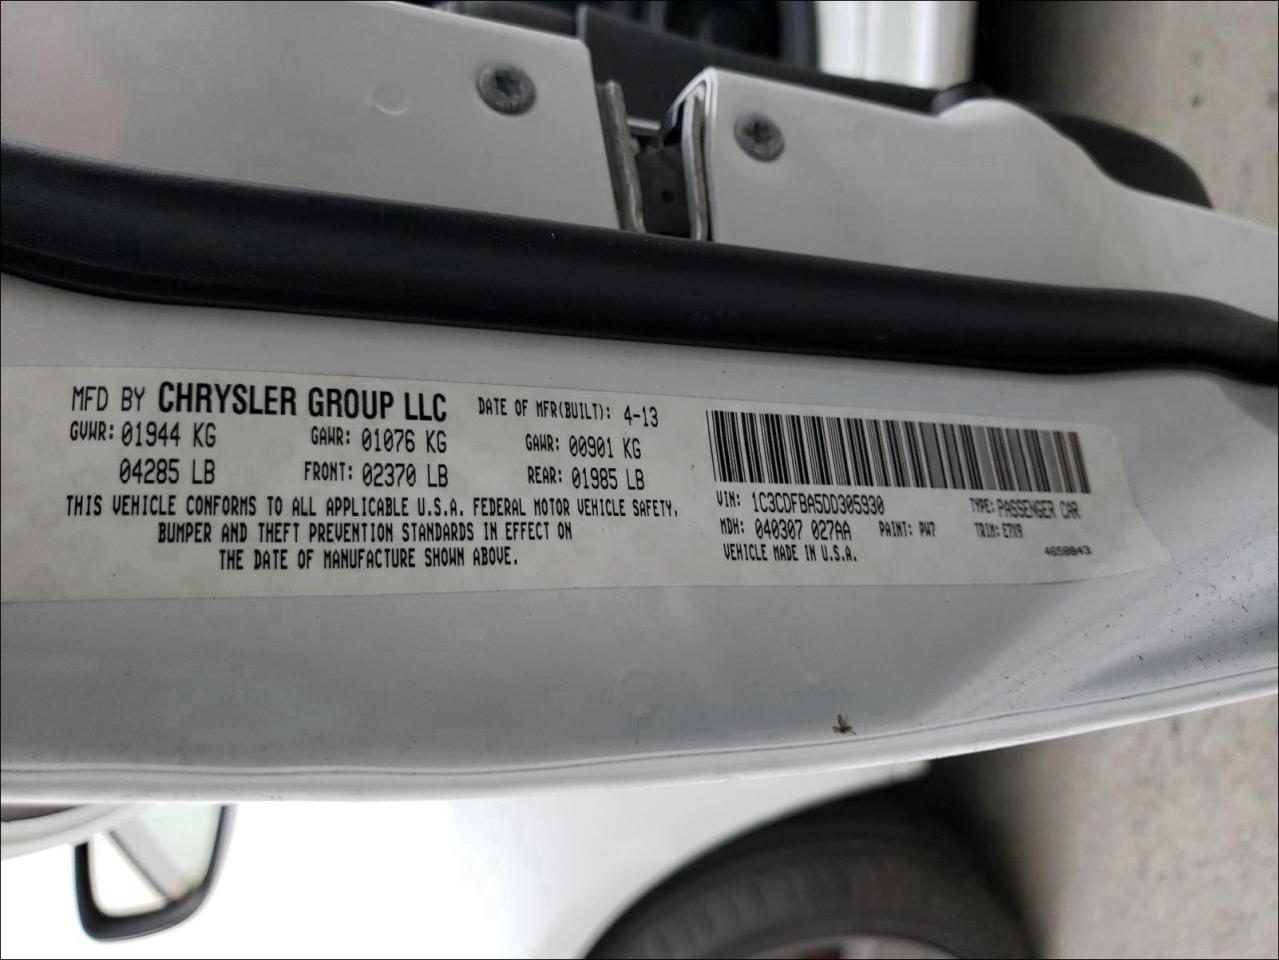 MFD BY CHRYSLER GROUP LLC DATE OF MFR(BUILT): 4-13
GVWR: 01944 KG GAWR: 01076 KG GAWR: 00901 KG
04285 LB FRONT: 02370 LB REAR: 01985 LB
THIS VEHICLE CONFORMS TO ALL APPLICABLE U.S.A. FEDERAL MOTOR VEHICLE SAFETY,
BUMPER AND THEFT PREVENTION STANDARDS IN EFFECT ON
THE DATE OF MANUFACTURE SHOWN ABOVE.
VIN: 1C3CDFBA5DD305930 TYPE: PASSENGER CAR
MDH: 040307 027AA PAINT: PW7 TRIM: E7X9
VEHICLE MADE IN U.S.A. 4658843